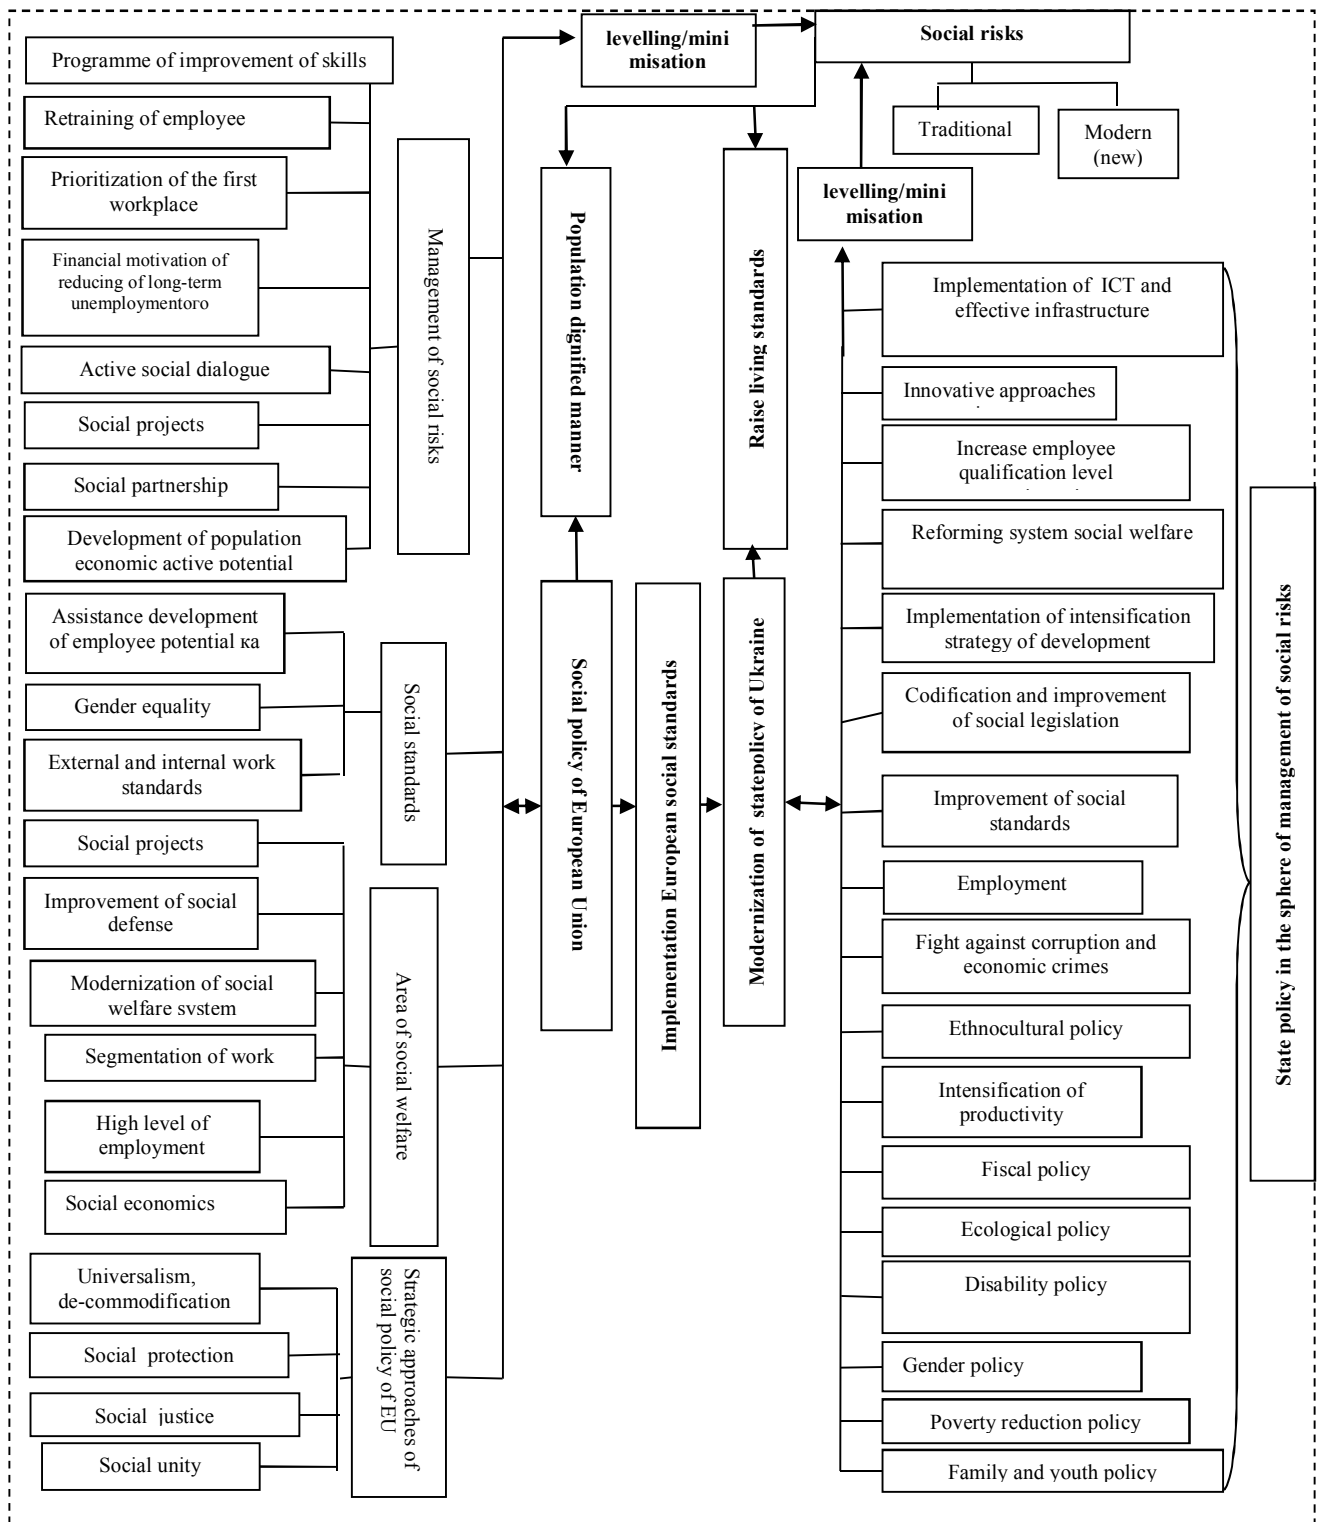 levelling/mini
misation
Social risks
Traditional
Modern
(new)
levelling/mini
misation
Programme of improvement of skills
Retraining of employee
Prioritization of the first
workplace
Financial motivation of
reducing of long-term
unemploymentого
Active social dialogue
Social projects
Social partnership
Development of population
economic active potential
Management of social risks
Assistance development
of employee potential ка
Gender equality
External and internal work
standards
Social standards
Social projects
Improvement of social
defense
Modernization of social
welfare system
Segmentation of work
High level of
employment
Social economics
Area of social welfare
Universalism,
de-commodification
Social protection
Social justice
Social unity
Strategic approaches of
social policy of EU
Population dignified
manner
Raise living standards
Social policy of European
Union
Implementation European social standards
Modernization of statepolicy of Ukraine
Implementation of ICT and
effective infrastructure
Innovative approaches
Increase employee
qualification level
Reforming system social welfare
Implementation of intensification
strategy of development
Codification and improvement
of social legislation
Improvement of social
standards
Employment
Fight against corruption and
economic crimes
Ethnocultural policy
Intensification of
productivity
Fiscal policy
Ecological policy
Disability policy
Gender policy
Poverty reduction policy
Family and youth policy
State policy in the sphere of management of social risks